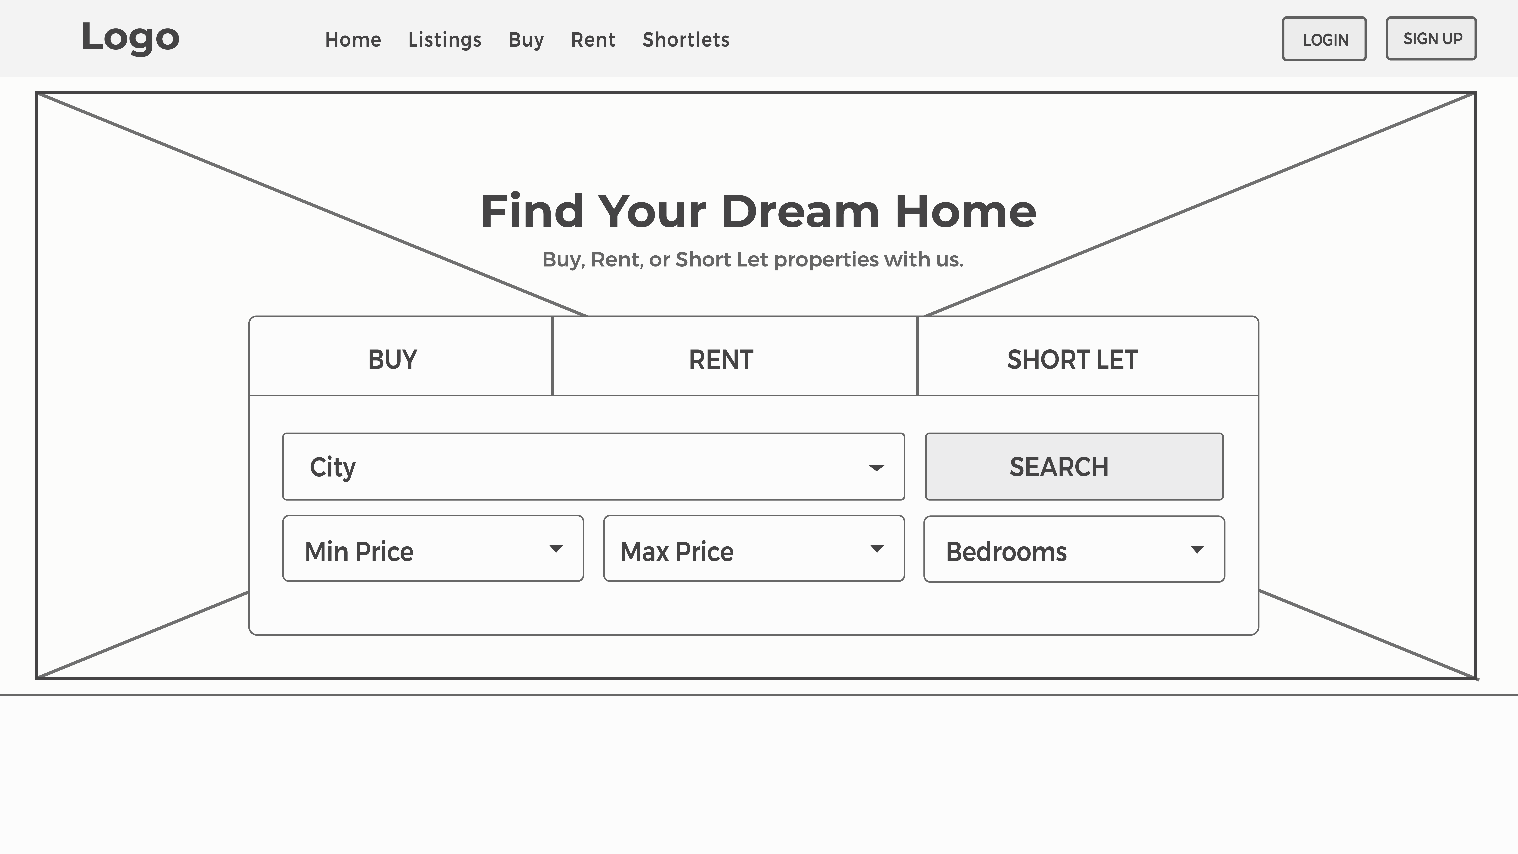 Logo Home Listings Buy Rent Shortlets LOGIN SIGN UP
Find Your Dream Home
Buy, Rent, or Short Let properties with us.
BUY RENT SHORT LET
City SEARCH
Min Price Max Price Bedrooms